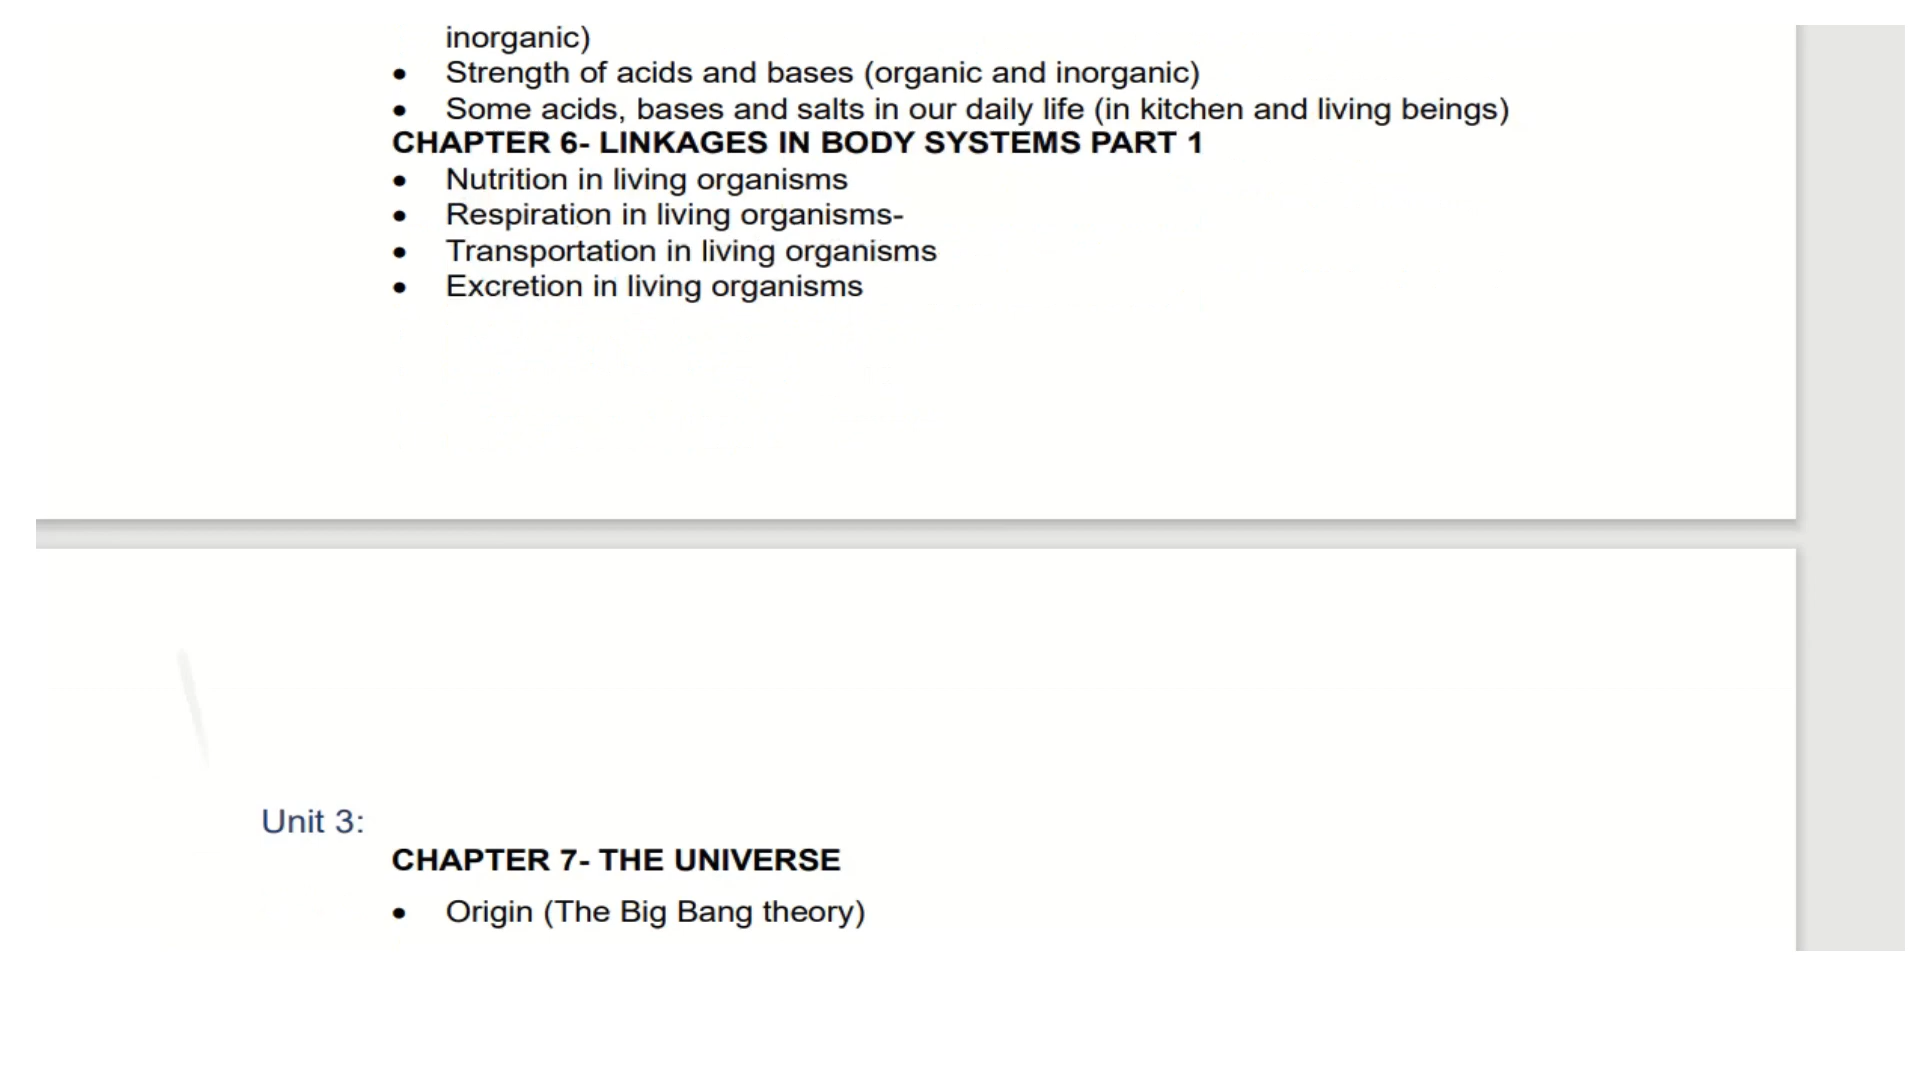 inorganic)
• Strength of acids and bases (organic and inorganic)
• Some acids, bases and salts in our daily life (in kitchen and living beings)
CHAPTER 6- LINKAGES IN BODY SYSTEMS PART 1
• Nutrition in living organisms
• Respiration in living organisms-
• Transportation in living organisms
• Excretion in living organisms
Unit 3:
CHAPTER 7- THE UNIVERSE
• Origin (The Big Bang theory)